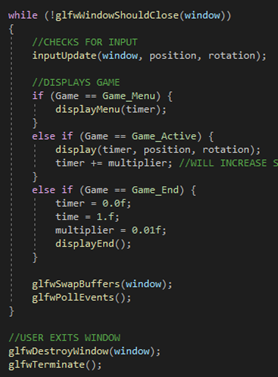 while (!glfwWindowShouldClose(window))
{
//CHECKS FOR INPUT
inputUpdate(window, position, rotation);
//DISPLAYS GAME
if (Game == Game_Menu) {
displayMenu(timer);
}
else if (Game == Game_Active) {
display(timer, position, rotation);
timer += multiplier; //WILL INCREASE S
}
else if (Game == Game_End) {
timer = 0.0f;
time = 1.f;
multiplier = 0.01f;
displayEnd();
}
glfwSwapBuffers(window);
glfwPollEvents();
}
//USER EXITS WINDOW
glfwDestroyWindow(window);
glfwTerminate();